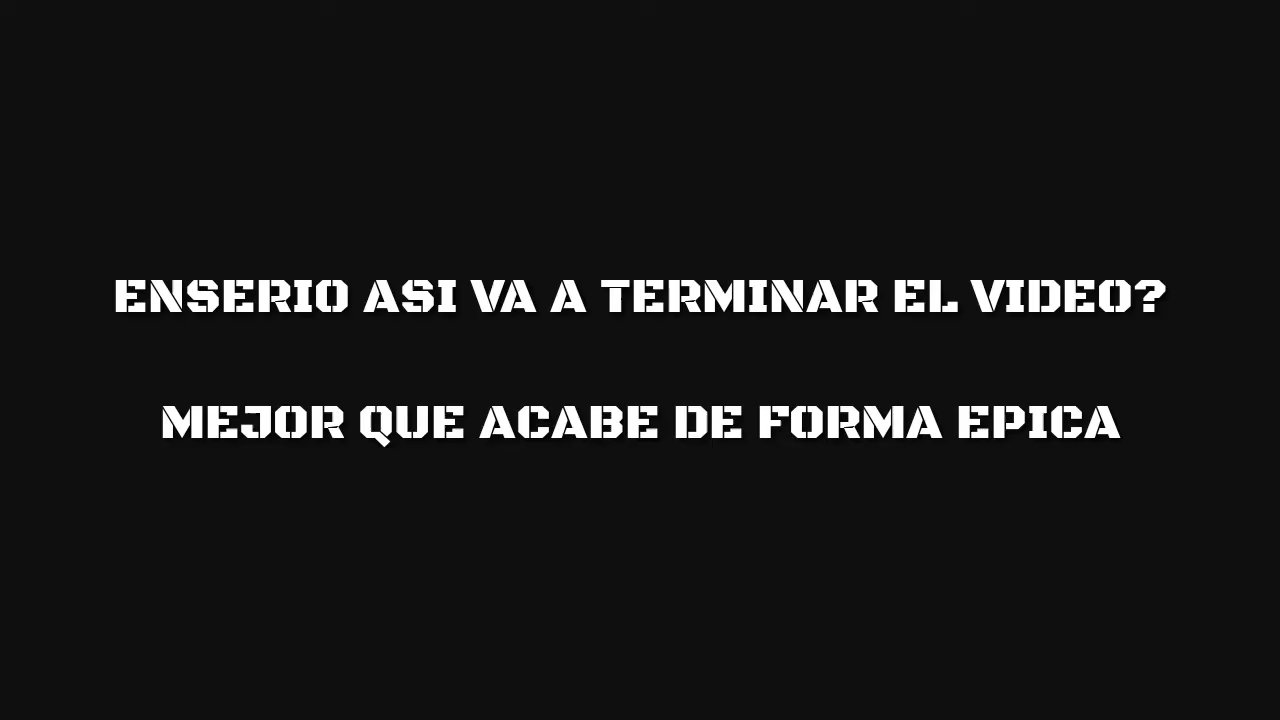 ENSERIO ASI VA A TERMINAR EL VIDEO?
MEJOR QUE ACABE DE FORMA EPICA